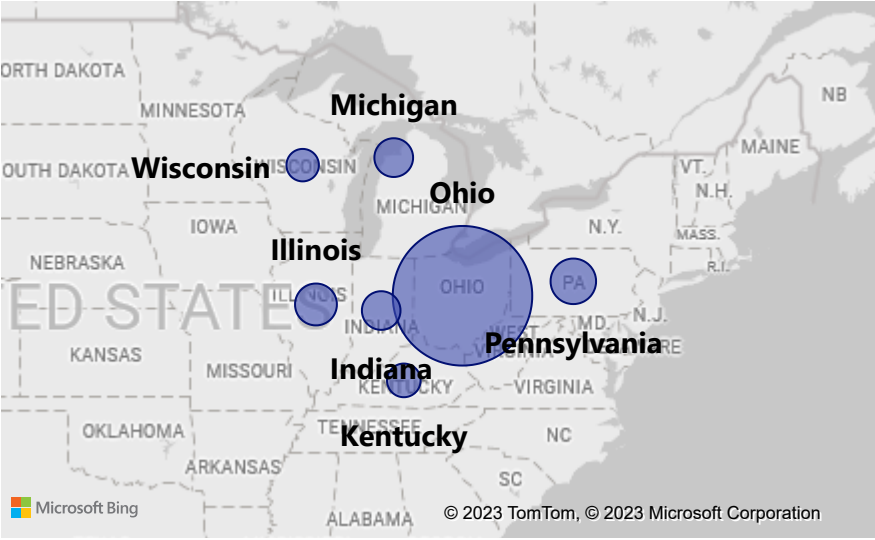 ORTH DAKOTA
MINNESOTA
NB
Michigan
MAINE
OUTH DAKOTA
Wisconsin
WISCONSIN
VT.
N.H.
Ohio
MICHIGAN
IOWA
N.Y.
MASS.
Illinois
NEBRASKA
R.I.
ILLINOIS
OHIO
PA
ED STATES
INDIANA
MD.
N.J.
WEST
VIRGINIA
Pennsylvania
KANSAS
MISSOURI
Indiana
KENTUCKY
VIRGINIA
OKLAHOMA
TENNESSEE
Kentucky
NC
ARKANSAS
SC
Microsoft Bing
© 2023 TomTom, © 2023 Microsoft Corporation
ALABAMA